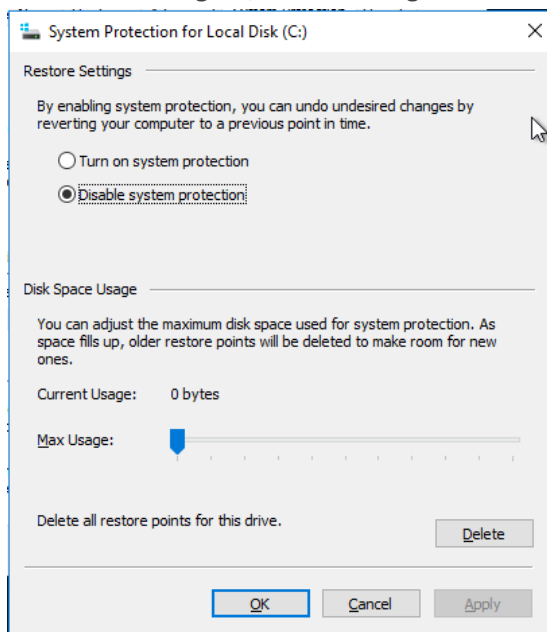 System Protection for Local Disk (C:)
Restore Settings
By enabling system protection, you can undo undesired changes by
reverting your computer to a previous point in time.
Turn on system protection
Disable system protection
Disk Space Usage
You can adjust the maximum disk space used for system protection. As
space fills up, older restore points will be deleted to make room for new
ones.
Current Usage: 0 bytes
Max Usage:
Delete all restore points for this drive.
Delete
OK Cancel Apply